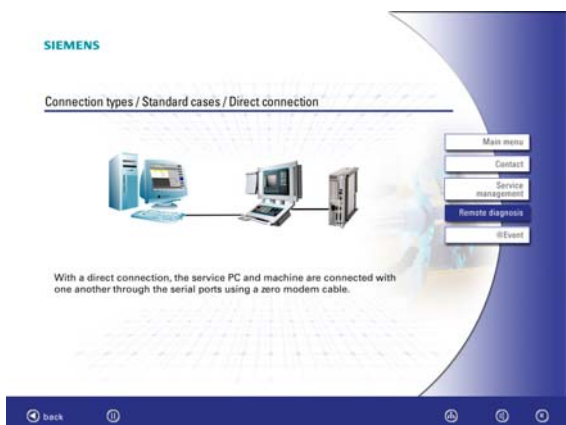 SIEMENS
Connection types / Standard cases / Direct connection
Main menu
Contact
Service
management
Remote diagnosis
@Event
With a direct connection, the service PC and machine are connected with
one another through the serial ports using a zero modem cable.
back